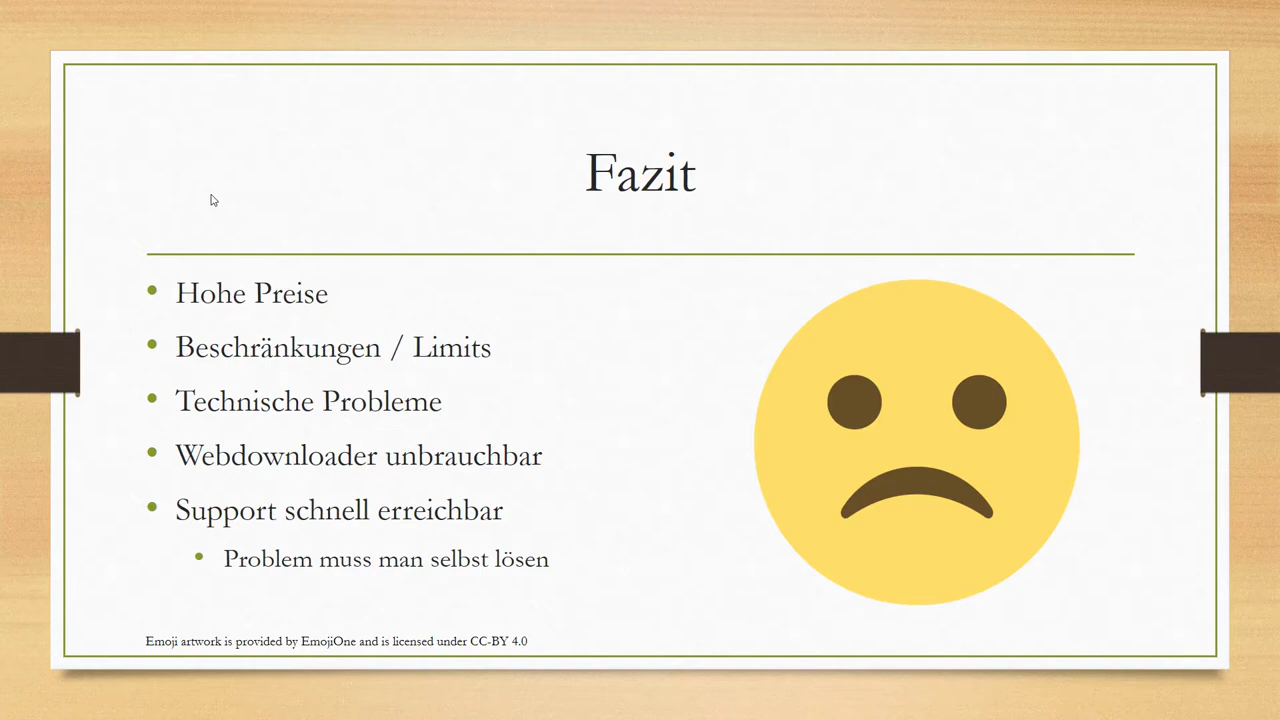 Fazit
Hohe Preise
Beschränkungen / Limits
Technische Probleme
Webdownloader unbrauchbar
Support schnell erreichbar
Problem muss man selbst lösen
Emoji artwork is provided by EmojiOne and is licensed under CC-BY 4.0